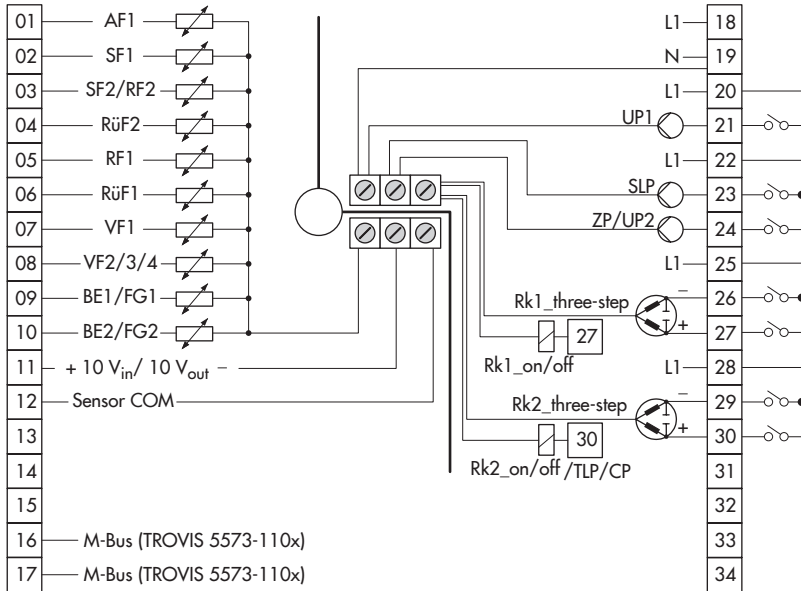 01 AF1
02 SF1
03 SF2/RF2
04 RüF2
05 RF1
06 RüF1
07 VF1
08 VF2/3/4
09 BE1/FG1
10 BE2/FG2
11 + 10 Vin/ 10 Vout −
12 Sensor COM
13
14
15
16 M-Bus (TROVIS 5573-110x)
17 M-Bus (TROVIS 5573-110x)
L1 18
N 19
L1 20
UP1 21
L1 22
SLP 23
ZP/UP2 24
L1 25
Rk1_three-step − 26
+ 27
27
Rk1_on/off
L1 28
Rk2_three-step − 29
+ 30
30
Rk2_on/off /TLP/CP
31
32
33
34